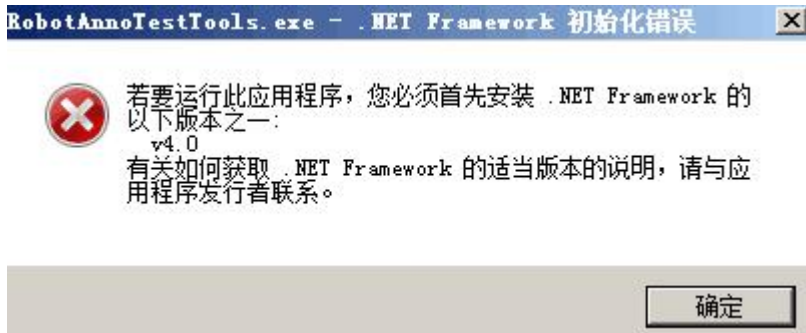 RobotAnnoTestTools.exe - .NET Framework 初始化错误
若要运行此应用程序，您必须首先安装 .NET Framework 的
以下版本之一:
v4.0
有关如何获取 .NET Framework 的适当版本的说明，请与应
用程序发行者联系。
确定